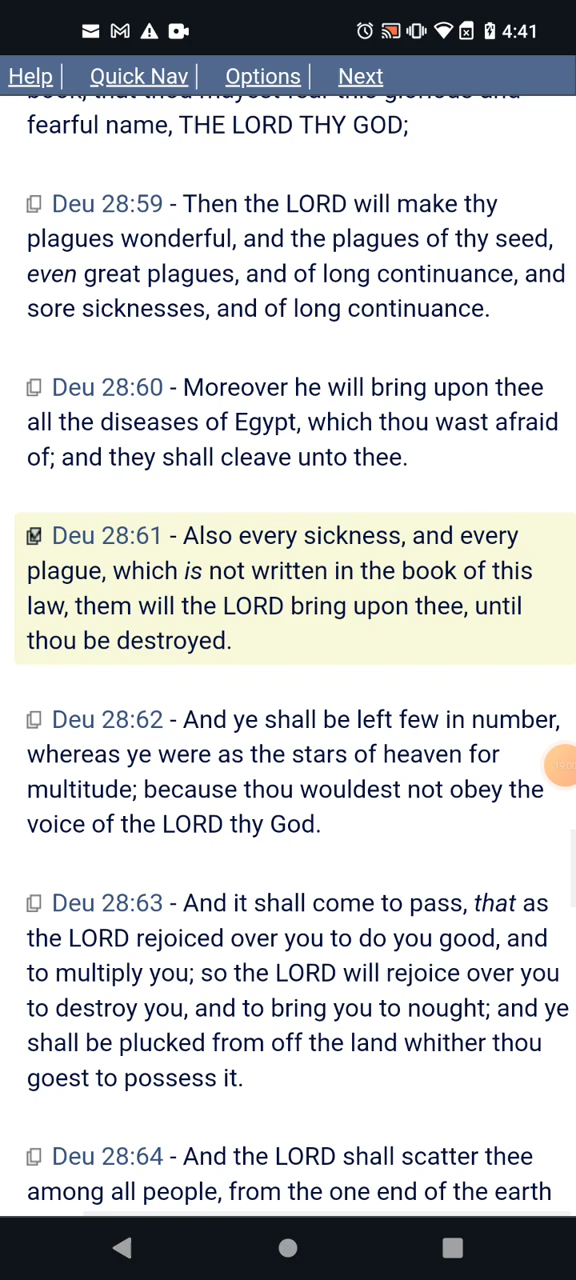 4:41
Help| Quick Nav| Options| Next
book, that thou mayest fear this glorious and
fearful name, THE LORD THY GOD;
Deu 28:59 - Then the LORD will make thy
plagues wonderful, and the plagues of thy seed,
even great plagues, and of long continuance, and
sore sicknesses, and of long continuance.
Deu 28:60 - Moreover he will bring upon thee
all the diseases of Egypt, which thou wast afraid
of; and they shall cleave unto thee.
Deu 28:61 - Also every sickness, and every
plague, which is not written in the book of this
law, them will the LORD bring upon thee, until
thou be destroyed.
Deu 28:62 - And ye shall be left few in number,
whereas ye were as the stars of heaven for
multitude; because thou wouldest not obey the
voice of the LORD thy God.
Deu 28:63 - And it shall come to pass, that as
the LORD rejoiced over you to do you good, and
to multiply you; so the LORD will rejoice over you
to destroy you, and to bring you to nought; and ye
shall be plucked from off the land whither thou
goest to possess it.
Deu 28:64 - And the LORD shall scatter thee
among all people, from the one end of the earth